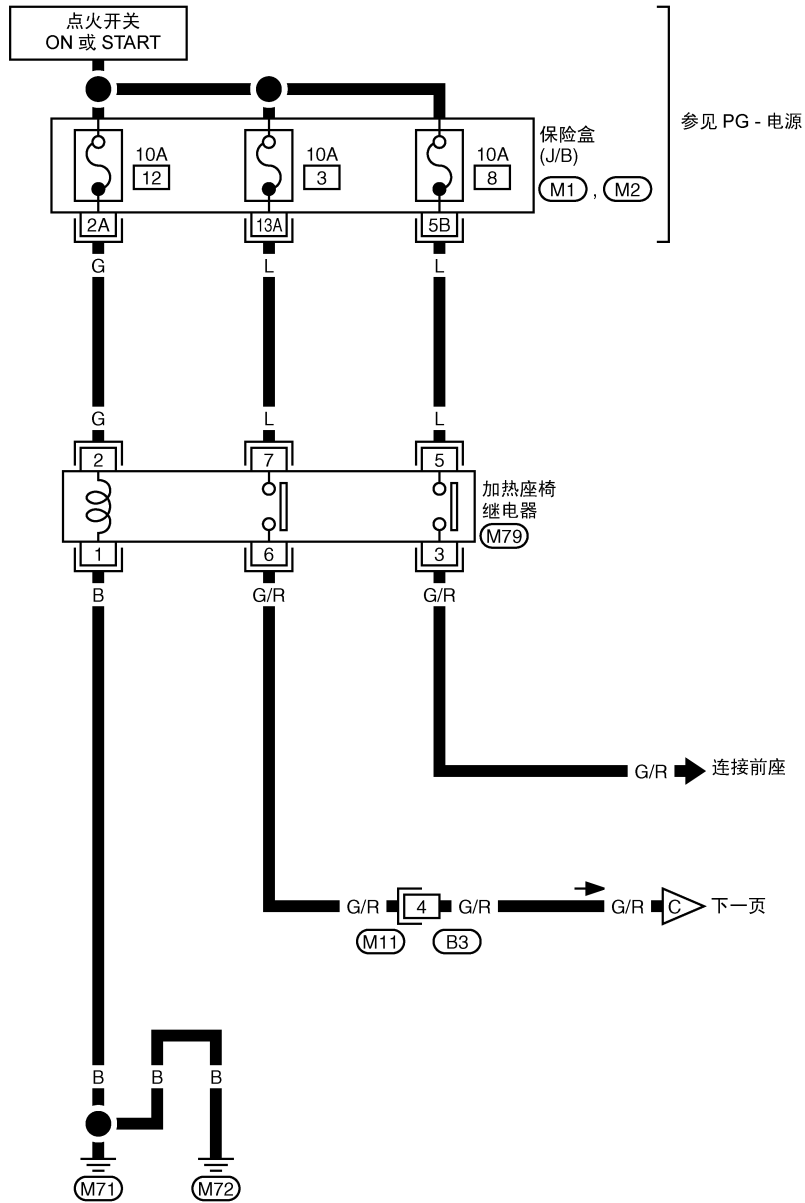 点火开关
ON 或 START
参见 PG - 电源
10A
12
10A
3
10A
8
保险盒
(J/B)
M1 , M2
2A
13A
5B
G
L
L
G
L
L
2
7
5
加热座椅
继电器
M79
1
6
3
B
G/R
G/R
G/R
连接前座
G/R
4
G/R
G/R
C
下一页
M11
B3
B
B
B
M71
M72